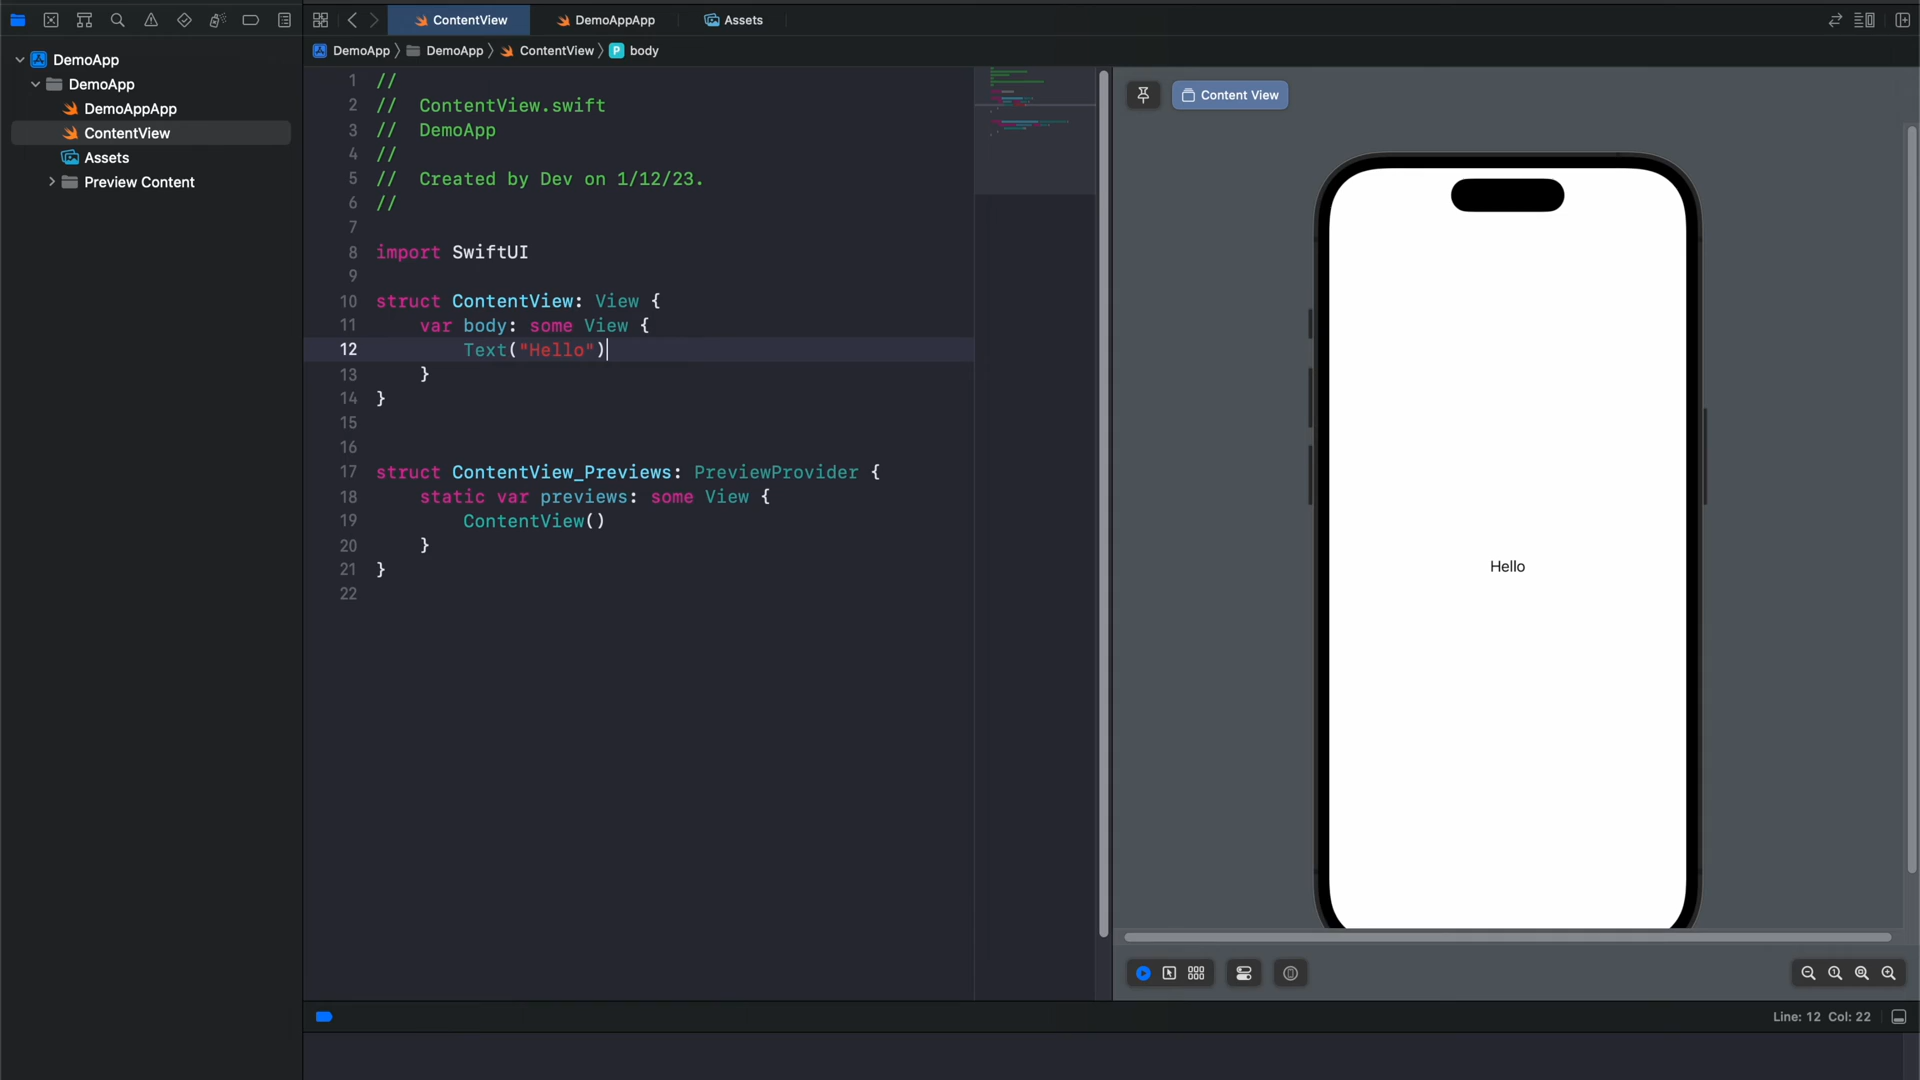 ContentView
DemoAppApp
Assets
DemoApp
DemoApp
ContentView
body
DemoApp
DemoApp
DemoAppApp
ContentView
Assets
Preview Content
1 //
2 //  ContentView.swift
3 //  DemoApp
4 //
5 //  Created by Dev on 1/12/23.
6 //
7
8 import SwiftUI
9
10 struct ContentView: View {
11     var body: some View {
12         Text("Hello")
13     }
14 }
15
16
17 struct ContentView_Previews: PreviewProvider {
18     static var previews: some View {
19         ContentView()
20     }
21 }
22
Content View
Hello
Line: 12 Col: 22